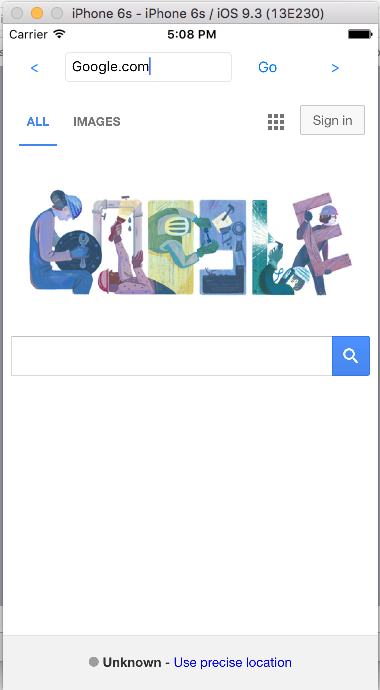 iPhone 6s - iPhone 6s / iOS 9.3 (13E230)
Carrier 5:08 PM
< Google.com Go >
ALL IMAGES Sign in
GOOGLE
Unknown - Use precise location